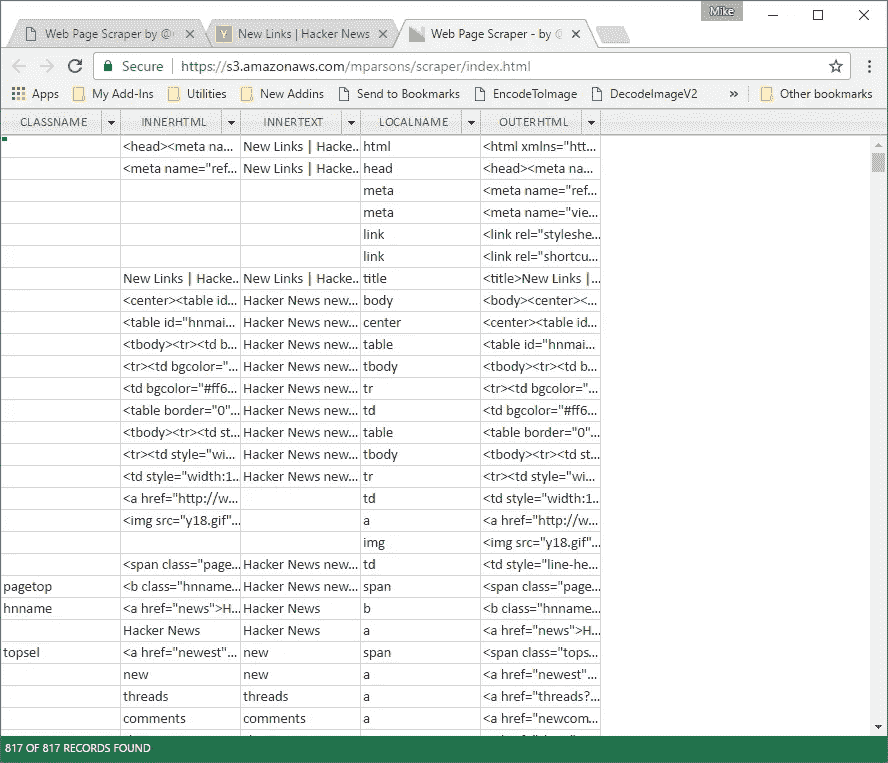 Mike
Web Page Scraper by @ New Links | Hacker News Web Page Scraper - by @
Secure https://s3.amazonaws.com/mparsons/scraper/index.html
Apps My Add-Ins Utilities New Addins Send to Bookmarks EncodeToImage DecodeImageV2 » Other bookmarks
CLASSNAME INNERHTML INNERTEXT LOCALNAME OUTERHTML
<head><meta na... New Links | Hacke... html <html xmlns="htt...
<meta name="ref... New Links | Hacke... head <head><meta na...
meta <meta name="ref...
meta <meta name="vie...
link <link rel="styleshe...
link <link rel="shortcu...
New Links | Hacke... New Links | Hacke... title <title>New Links |...
<center><table id... Hacker News new... body <body><center><...
<table id="hnmai... Hacker News new... center <center><table id...
<tbody><tr><td b... Hacker News new... table <table id="hnmai...
<tr><td bgcolor="... Hacker News new... tbody <tbody><tr><td b...
<td bgcolor="#ff6... Hacker News new... tr <tr><td bgcolor="...
<table border="0"... Hacker News new... td <td bgcolor="#ff6...
<tbody><tr><td st... Hacker News new... table <table border="0"...
<tr><td style="wi... Hacker News new... tbody <tbody><tr><td st...
<td style="width:1... Hacker News new... tr <tr><td style="wi...
<a href="http://w... td <td style="width:1...
<img src="y18.gif"... a <a href="http://w...
img <img src="y18.gif"...
<span class="page... Hacker News new... td <td style="line-he...
pagetop <b class="hnname... Hacker News new... span <span class="page...
hnname <a href="news">H... Hacker News b <b class="hnname...
Hacker News Hacker News a <a href="news">H...
topsel <a href="newest"... new span <span class="tops...
new new a <a href="newest"...
threads threads a <a href="threads?...
comments comments a <a href="newcom...
817 OF 817 RECORDS FOUND